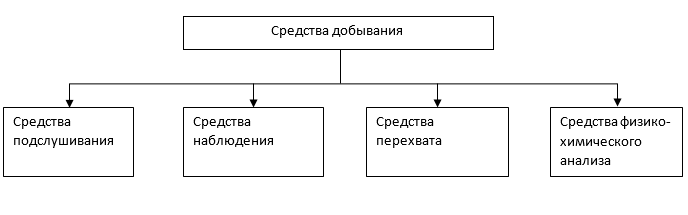 Средства добывания
Средства
подслушивания
Средства
наблюдения
Средства
перехвата
Средства физико-
химического
анализа